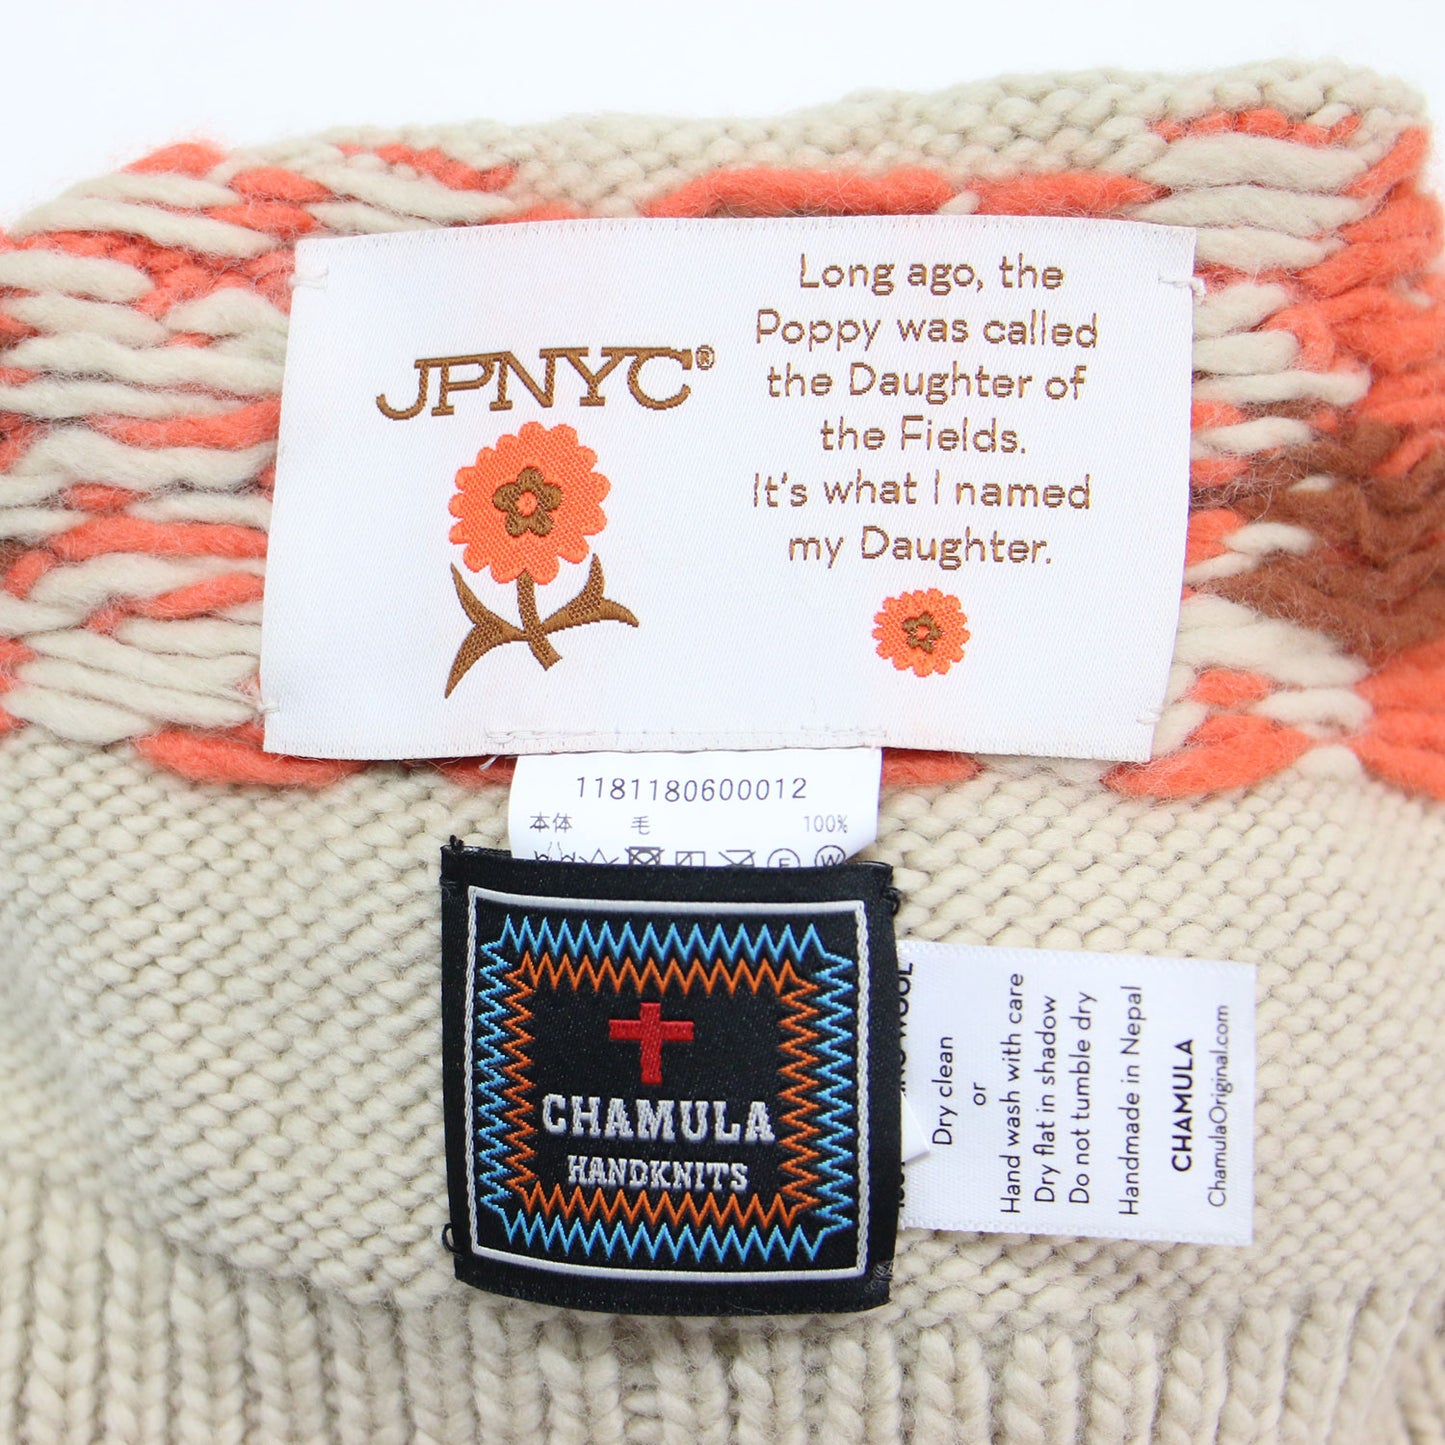 JPNYC®
Long ago, the
Poppy was called
the Daughter of
the Fields.
It's what I named
my Daughter.
1181180600012
本体 毛 100%
CHAMULA
HANDKNITS
WOOL
Dry clean
or
Hand wash with care
Dry flat in shadow
Do not tumble dry
Handmade in Nepal
CHAMULA
ChamulaOriginal.com